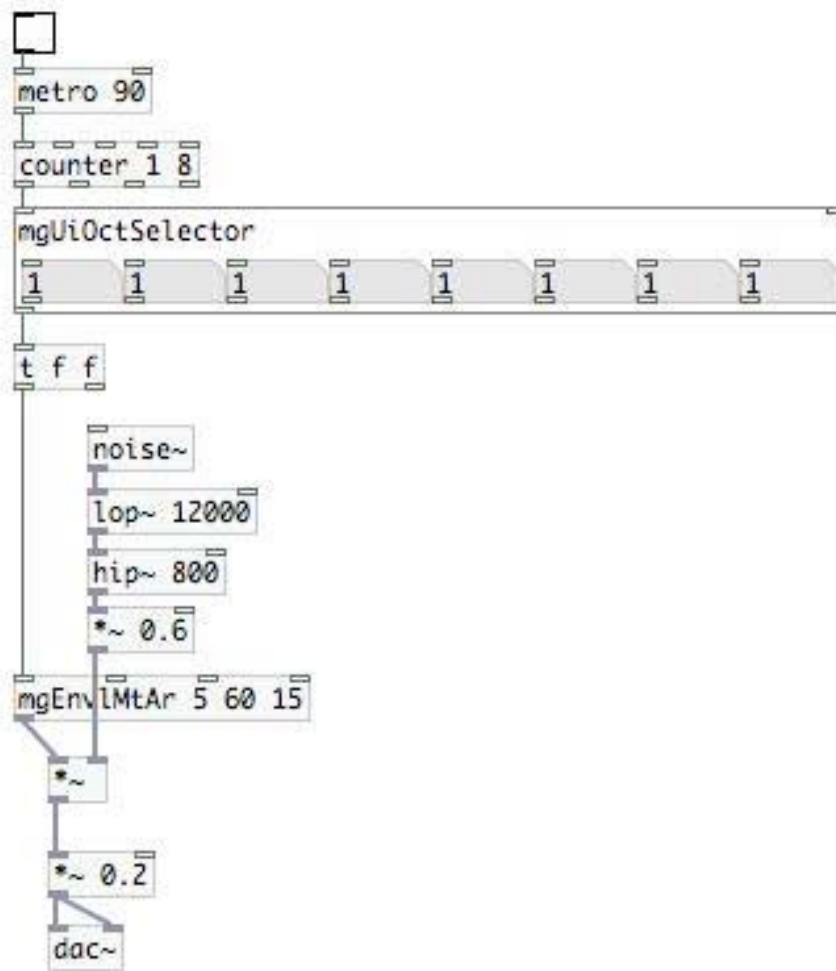 metro 90
counter 1 8
mgUiOctSelector
1 1 1 1 1 1 1 1
t f f
noise~
lop~ 12000
hip~ 800
*~ 0.6
mgEnvlMtAr 5 60 15
*~
*~ 0.2
dac~